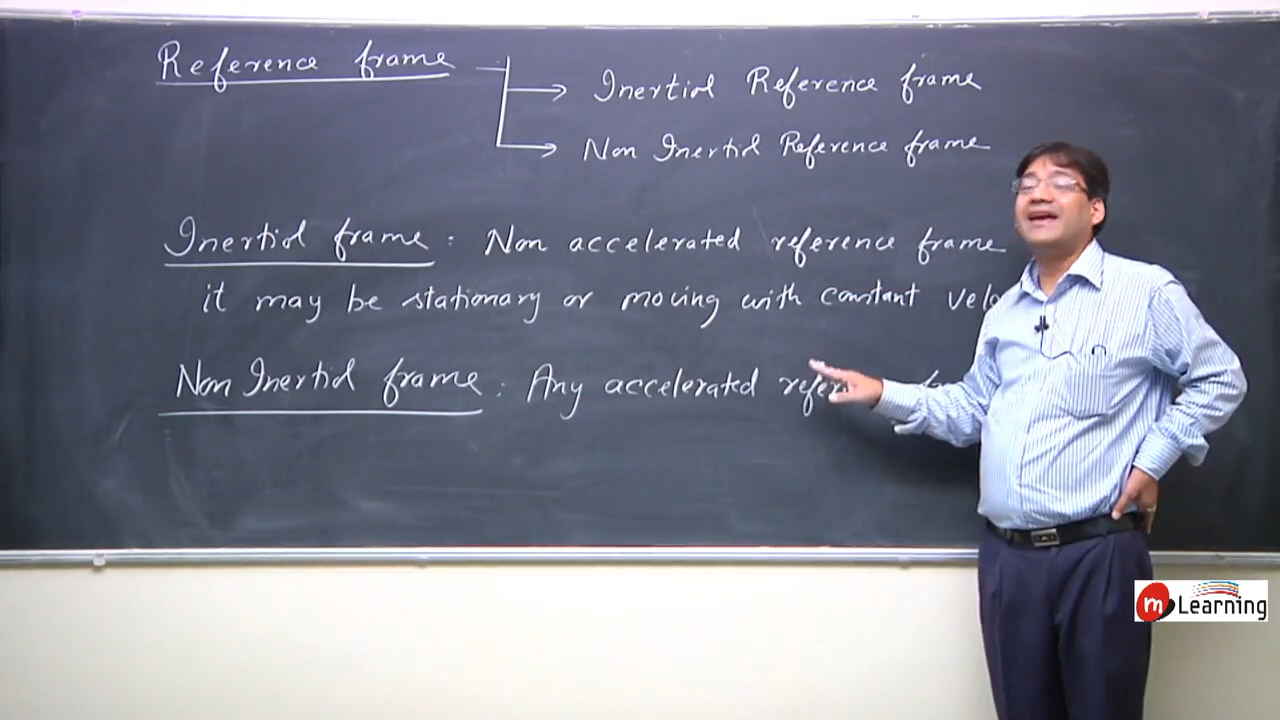 Reference frame
Inertial Reference frame
Non Inertial Reference frame
Inertial frame : Non accelerated reference frame
it may be stationary or moving with constant velo
Non Inertial frame : Any accelerated
m Learning